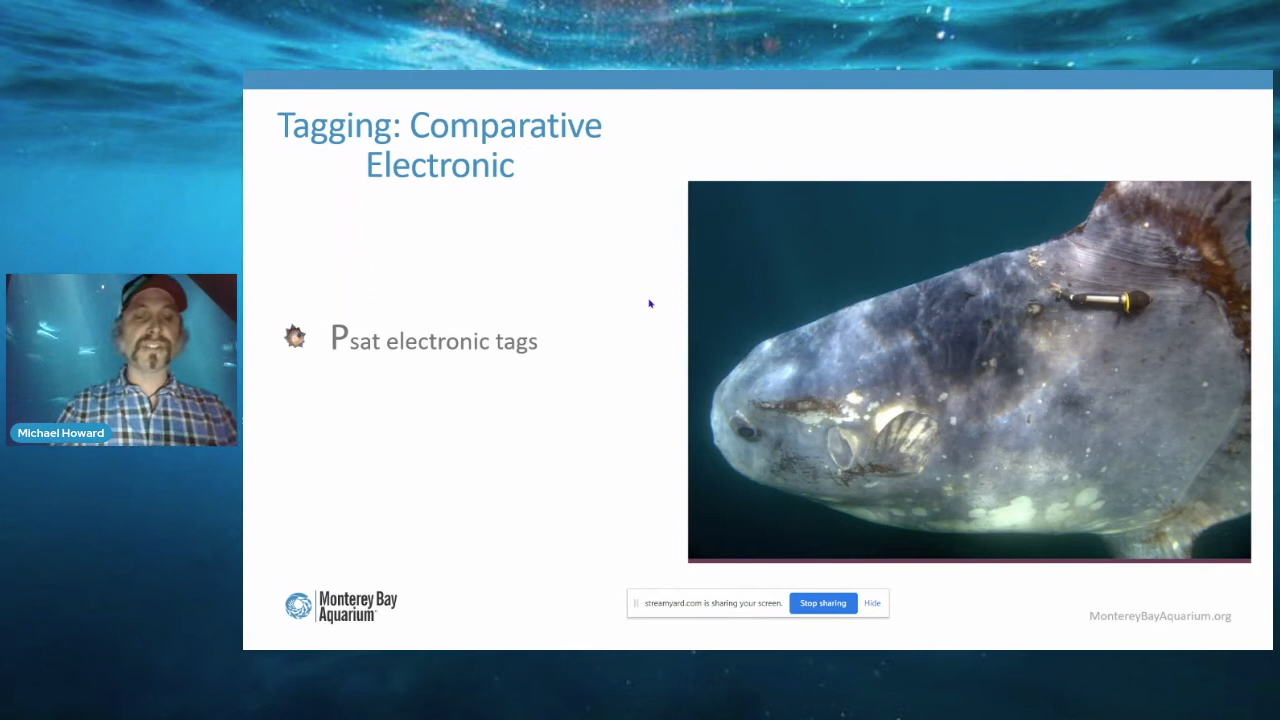 Tagging: Comparative
Electronic
Psat electronic tags
Michael Howard
Monterey Bay
Aquarium
streamyard.com is sharing your screen.
Stop sharing
Hide
MontereyBayAquarium.org